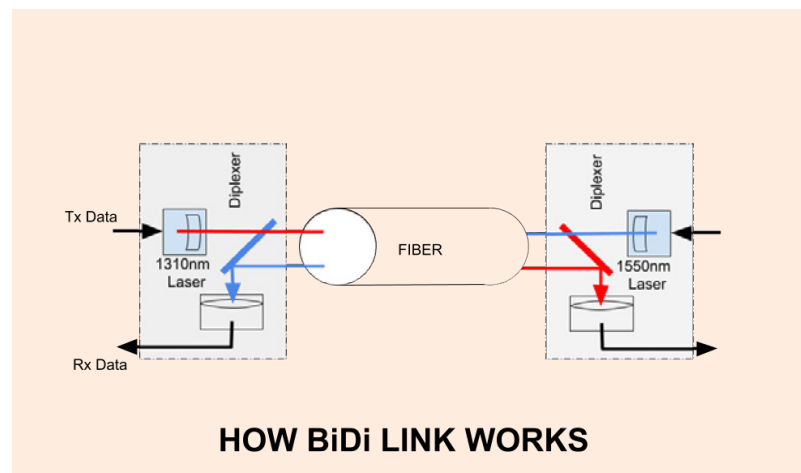 Diplexer
Diplexer
Tx Data
FIBER
1310nm
Laser
1550nm
Laser
Rx Data
HOW BiDi LINK WORKS